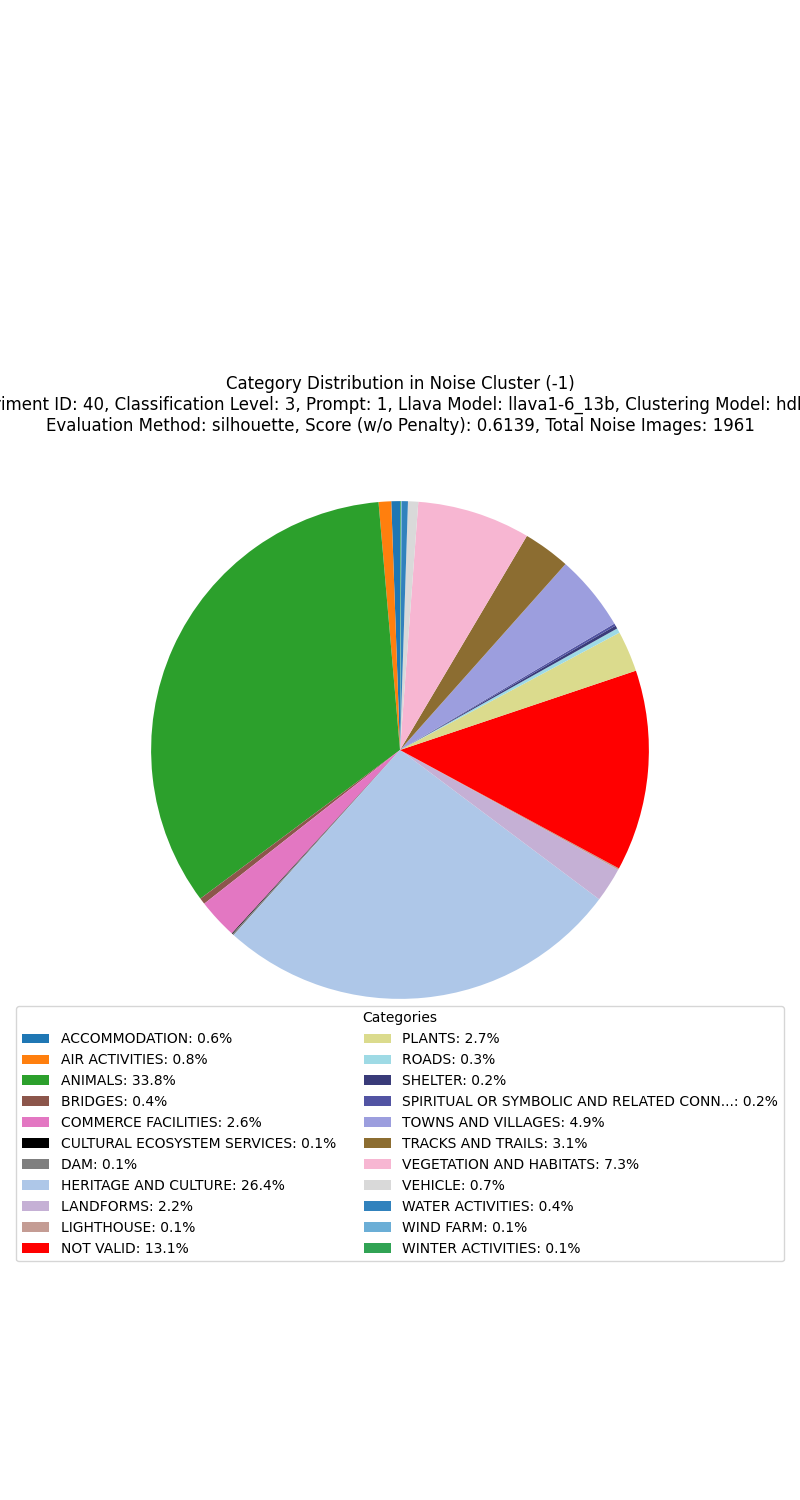 Category Distribution in Noise Cluster (-1)
iment ID: 40, Classification Level: 3, Prompt: 1, Llava Model: llava1-6_13b, Clustering Model: hd
Evaluation Method: silhouette, Score (w/o Penalty): 0.6139, Total Noise Images: 1961
Categories
ACCOMMODATION: 0.6%
AIR ACTIVITIES: 0.8%
ANIMALS: 33.8%
BRIDGES: 0.4%
COMMERCE FACILITIES: 2.6%
CULTURAL ECOSYSTEM SERVICES: 0.1%
DAM: 0.1%
HERITAGE AND CULTURE: 26.4%
LANDFORMS: 2.2%
LIGHTHOUSE: 0.1%
NOT VALID: 13.1%
PLANTS: 2.7%
ROADS: 0.3%
SHELTER: 0.2%
SPIRITUAL OR SYMBOLIC AND RELATED CONN...: 0.2%
TOWNS AND VILLAGES: 4.9%
TRACKS AND TRAILS: 3.1%
VEGETATION AND HABITATS: 7.3%
VEHICLE: 0.7%
WATER ACTIVITIES: 0.4%
WIND FARM: 0.1%
WINTER ACTIVITIES: 0.1%